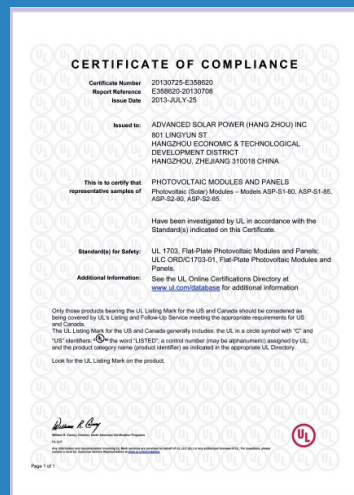 CERTIFICATE OF COMPLIANCE
Certificate Number 20130725-E358620
Report Reference E358620-20130708
Issue Date 2013-JULY-25
Issued to: ADVANCED SOLAR POWER (HANG ZHOU) INC
801 LINGYUN ST
HANGZHOU ECONOMIC & TECHNOLOGICAL
DEVELOPMENT DISTRICT
HANGZHOU, ZHEJIANG 310018 CHINA
This is to certify that PHOTOVOLTAIC MODULES AND PANELS
representative samples of Photovoltaic (Solar) Modules – Models ASP-S1-80, ASP-S1-85,
ASP-S2-80, ASP-S2-85.
Have been investigated by UL in accordance with the
Standard(s) indicated on this Certificate.
Standard(s) for Safety: UL 1703, Flat-Plate Photovoltaic Modules and Panels;
ULC ORD/C1703-01, Flat-Plate Photovoltaic Modules and
Panels.
Additional Information: See the UL Online Certifications Directory at
www.ul.com/database for additional information
Only those products bearing the UL Listing Mark for the US and Canada should be considered as
being covered by UL's Listing and Follow-Up Service meeting the appropriate requirements for US
and Canada.
The UL Listing Mark for the US and Canada generally includes: the UL in a circle symbol with "C" and
"US" identifiers: the word "LISTED"; a control number (may be alphanumeric) assigned by UL;
and the product category name (product identifier) as indicated in the appropriate UL Directory.
Look for the UL Listing Mark on the product.
William R. Carney, Director, North American Certification Programs
UL LLC
UL
Page 1 of 1